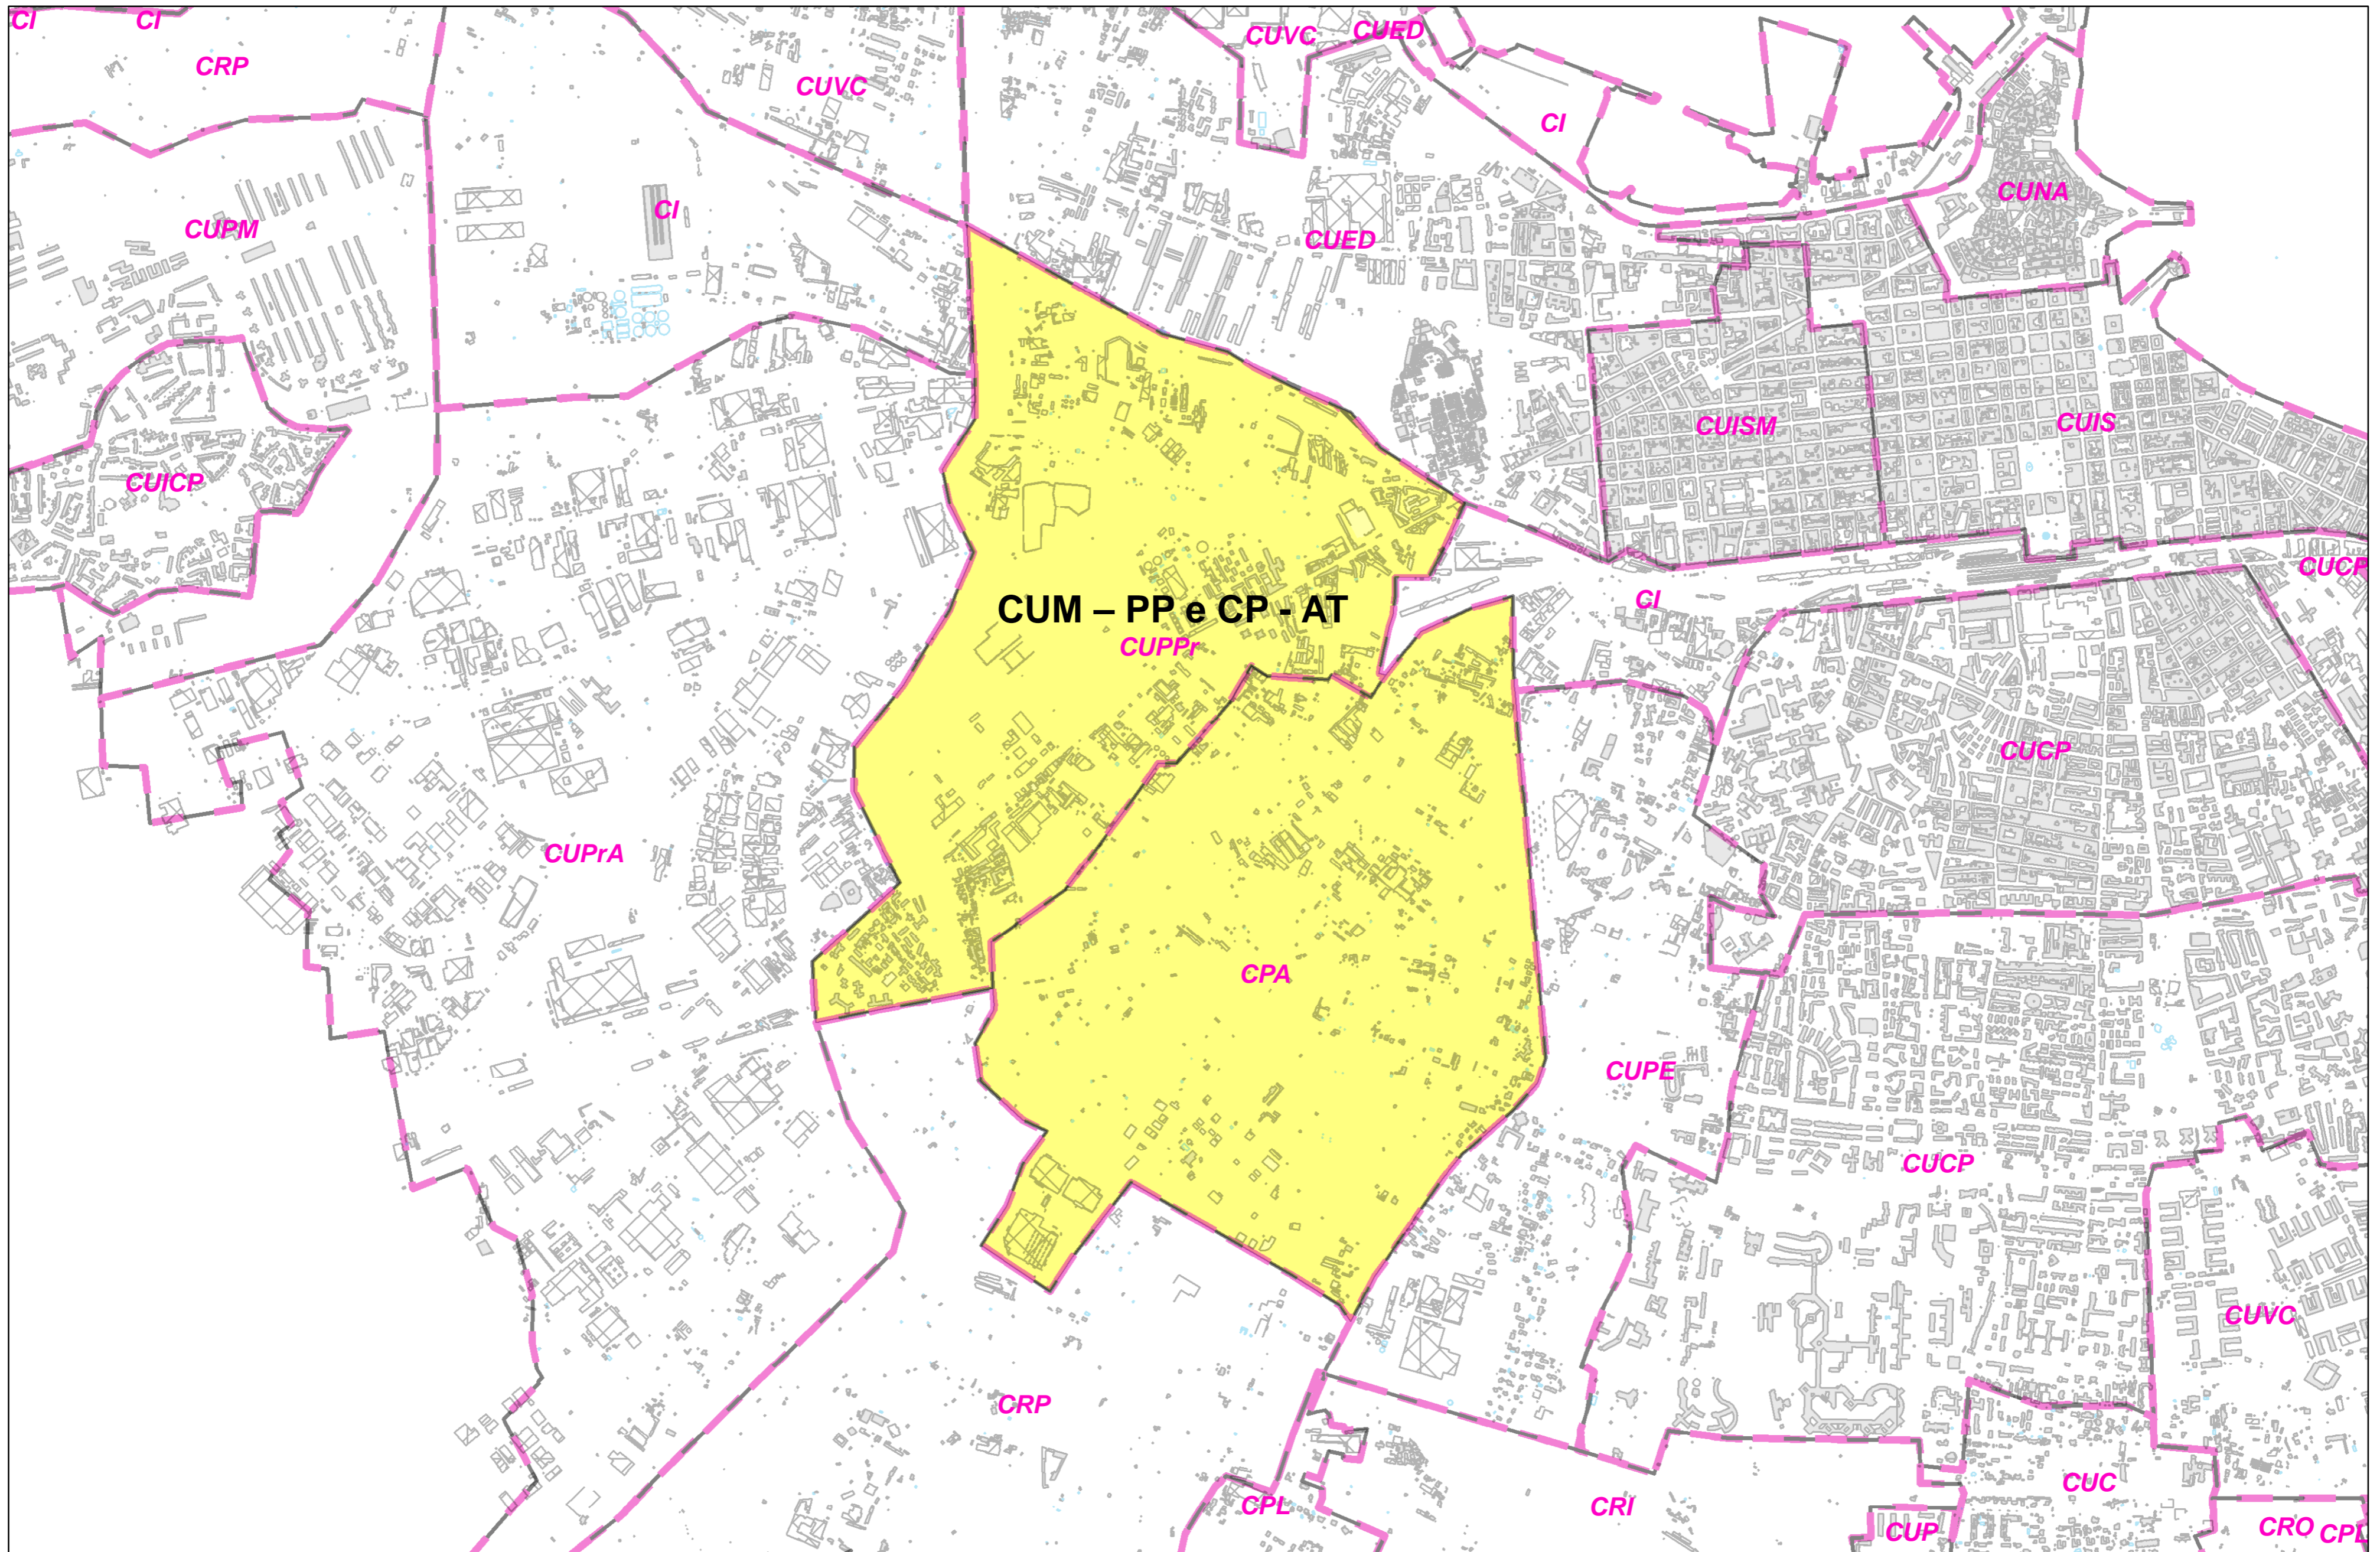 CI
CI
CUVC
CUED
CRP
CUVC
CI
CUNA
CUPM
CI
CUED
CUISM
CUIS
CUICP
CUCP
CUM – PP e CP - AT
CI
CUPPr
CUCP
CUPrA
CPA
CUPE
CUCP
CUVC
CRP
CUC
CPL
CRI
CUP
CRO
CPL